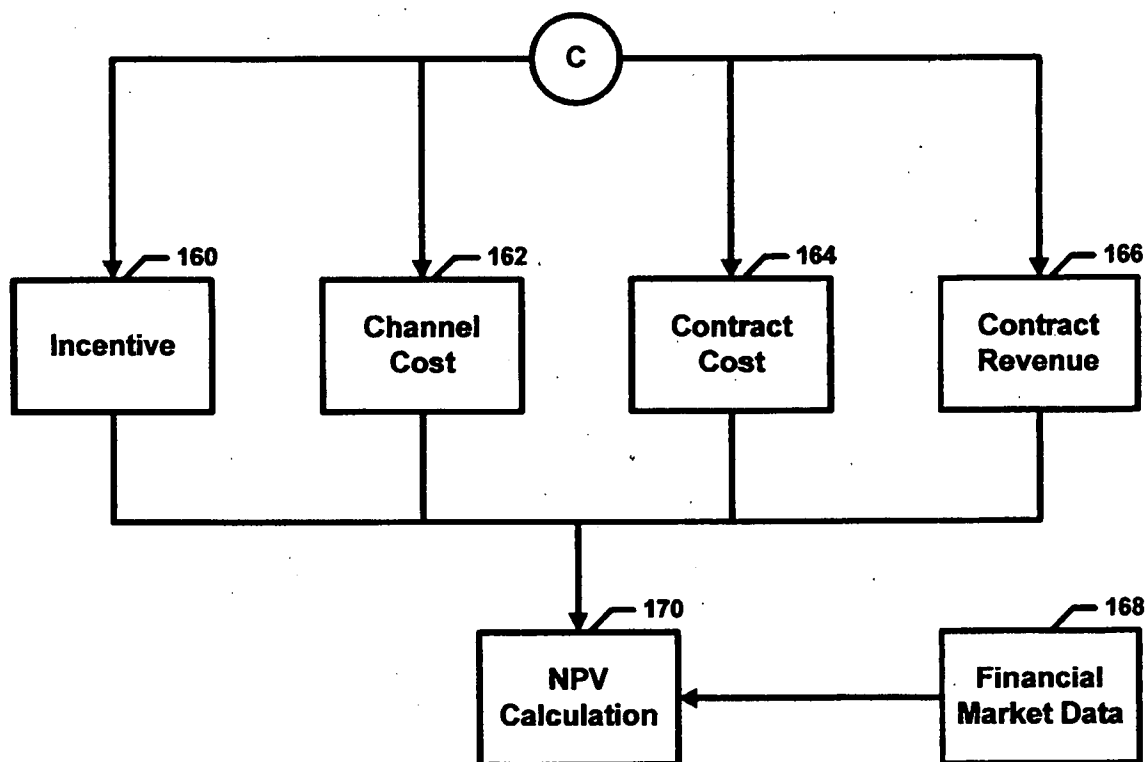 C
160
162
164
166
Incentive
Channel
Cost
Contract
Cost
Contract
Revenue
170
168
NPV
Calculation
Financial
Market Data